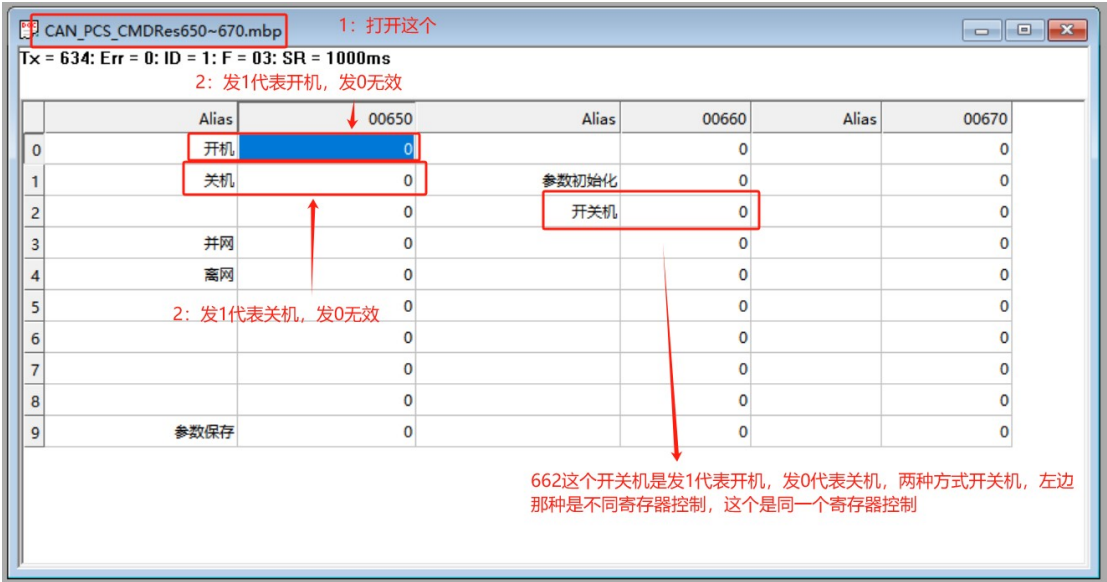 CAN_PCS_CMDRes650~670.mbp
1：打开这个
Tx = 634: Err = 0: ID = 1: F = 03: SR = 1000ms
2：发1代表开机，发0无效
Alias 00650 Alias 00660 Alias 00670
0 开机 0 0 0
1 关机 0 参数初始化 0 0
2 0 开关机 0 0
3 并网 0 0 0
4 离网 0 0 0
5 0 0 0
2：发1代表关机，发0无效
6 0 0 0
7 0 0 0
8 0 0 0
9 参数保存 0 0 0
662这个开关机是发1代表开机，发0代表关机，两种方式开关机，左边
那种是不同寄存器控制，这个是同一个寄存器控制